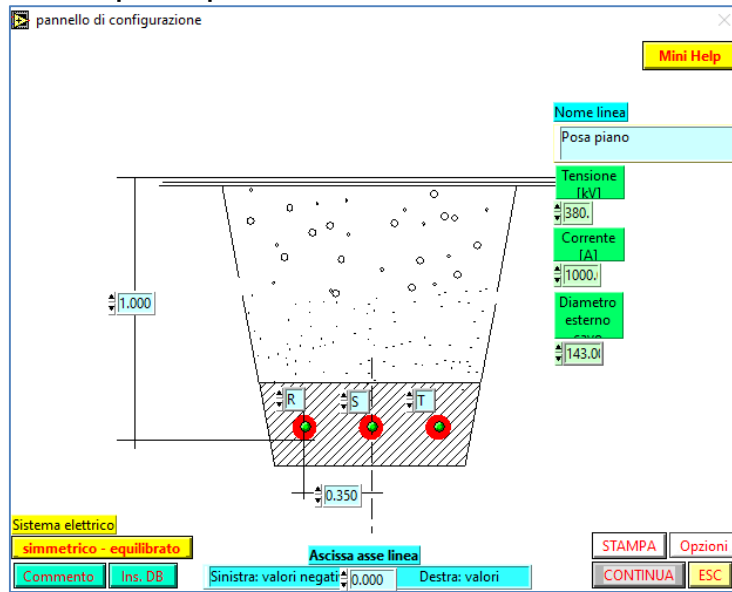 pannello di configurazione
Mini Help
Nome linea
Posa piano
Tensione
[kV]
380.
Corrente
[A]
1000.
Diametro
esterno
143.0
1.000
R
S
T
0.350
Sistema elettrico
simmetrico - equilibrato
Commento
Ins. DB
Ascissa asse linea
Sinistra: valori negati
0.000
Destra: valori
STAMPA
Opzioni
CONTINUA
ESC